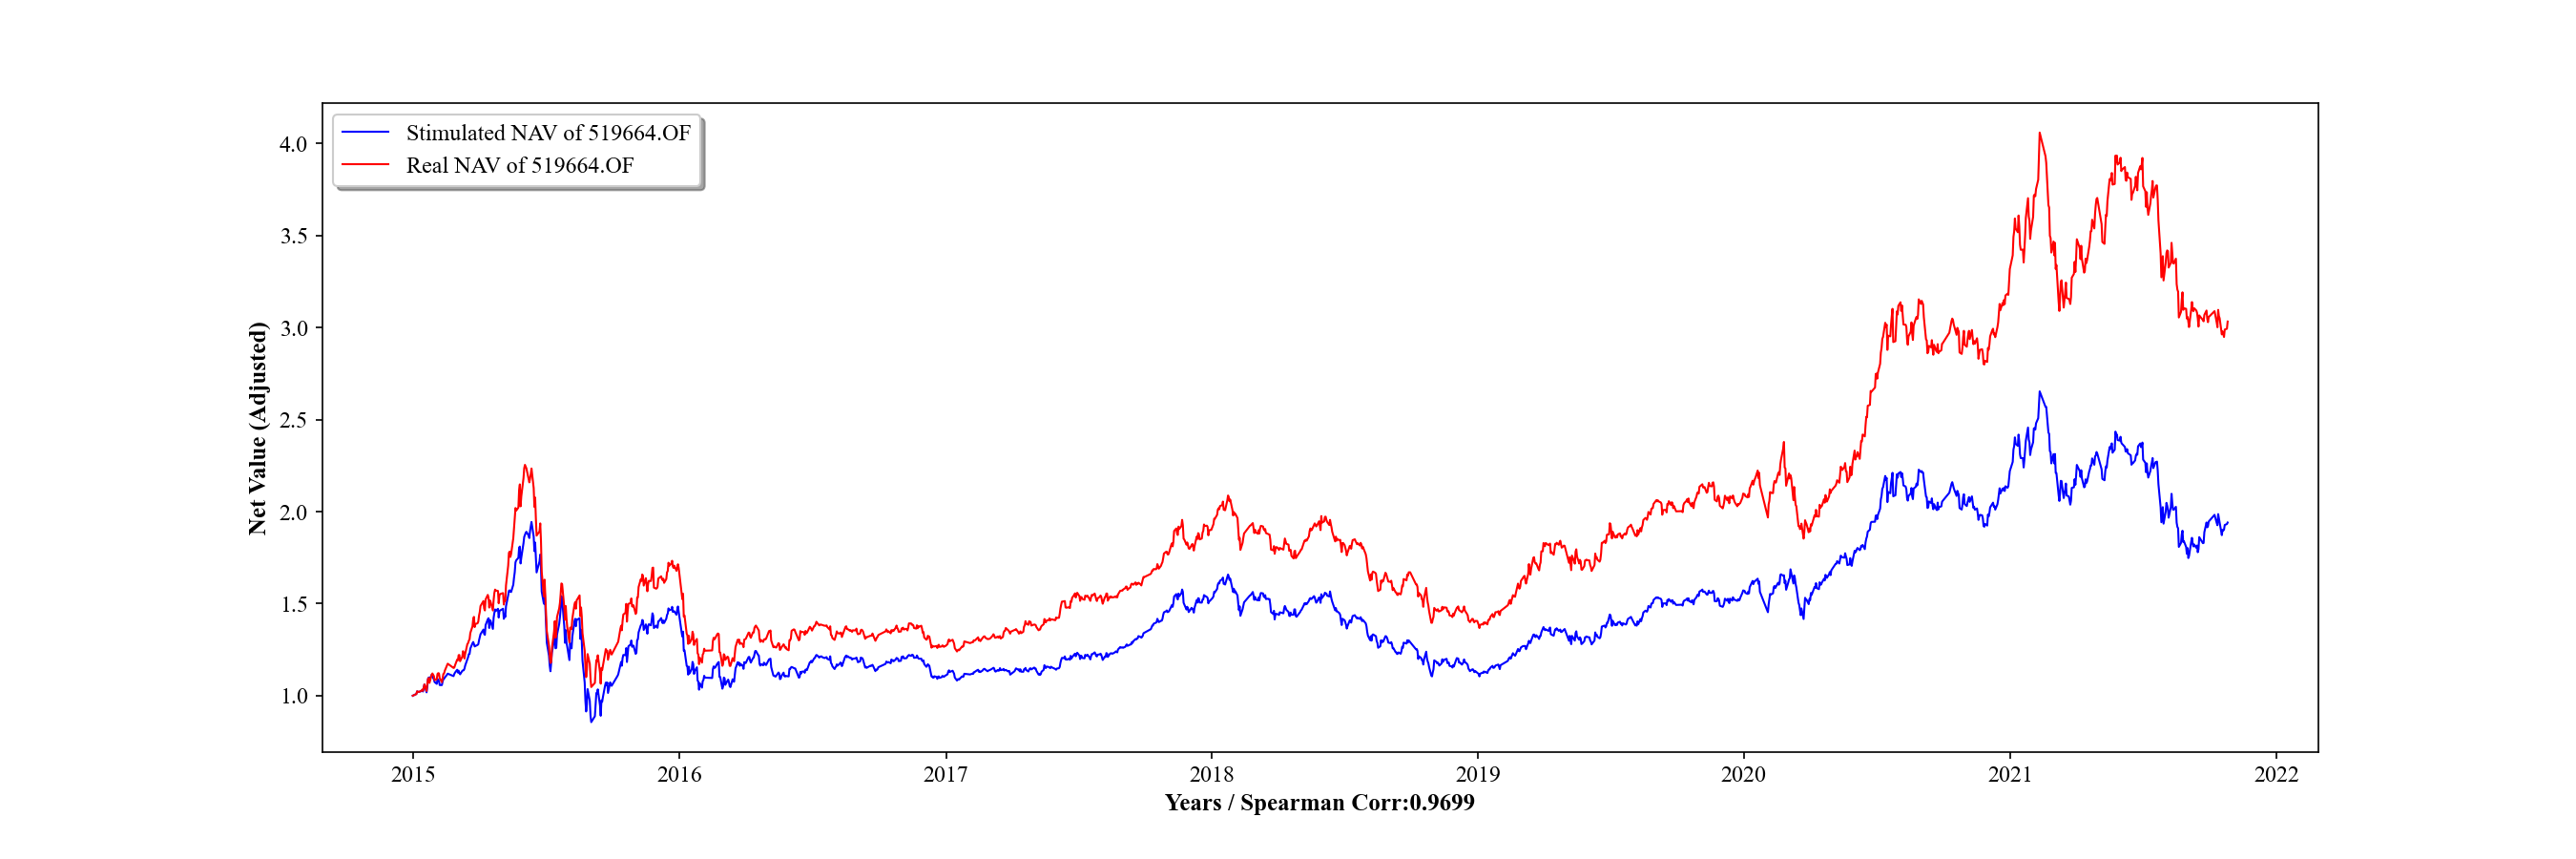 Stimulated NAV of 519664.OF
Real NAV of 519664.OF
4.0
3.5
3.0
2.5
2.0
1.5
1.0
Net Value (Adjusted)
2015 2016 2017 2018 2019 2020 2021 2022
Years / Spearman Corr:0.9699